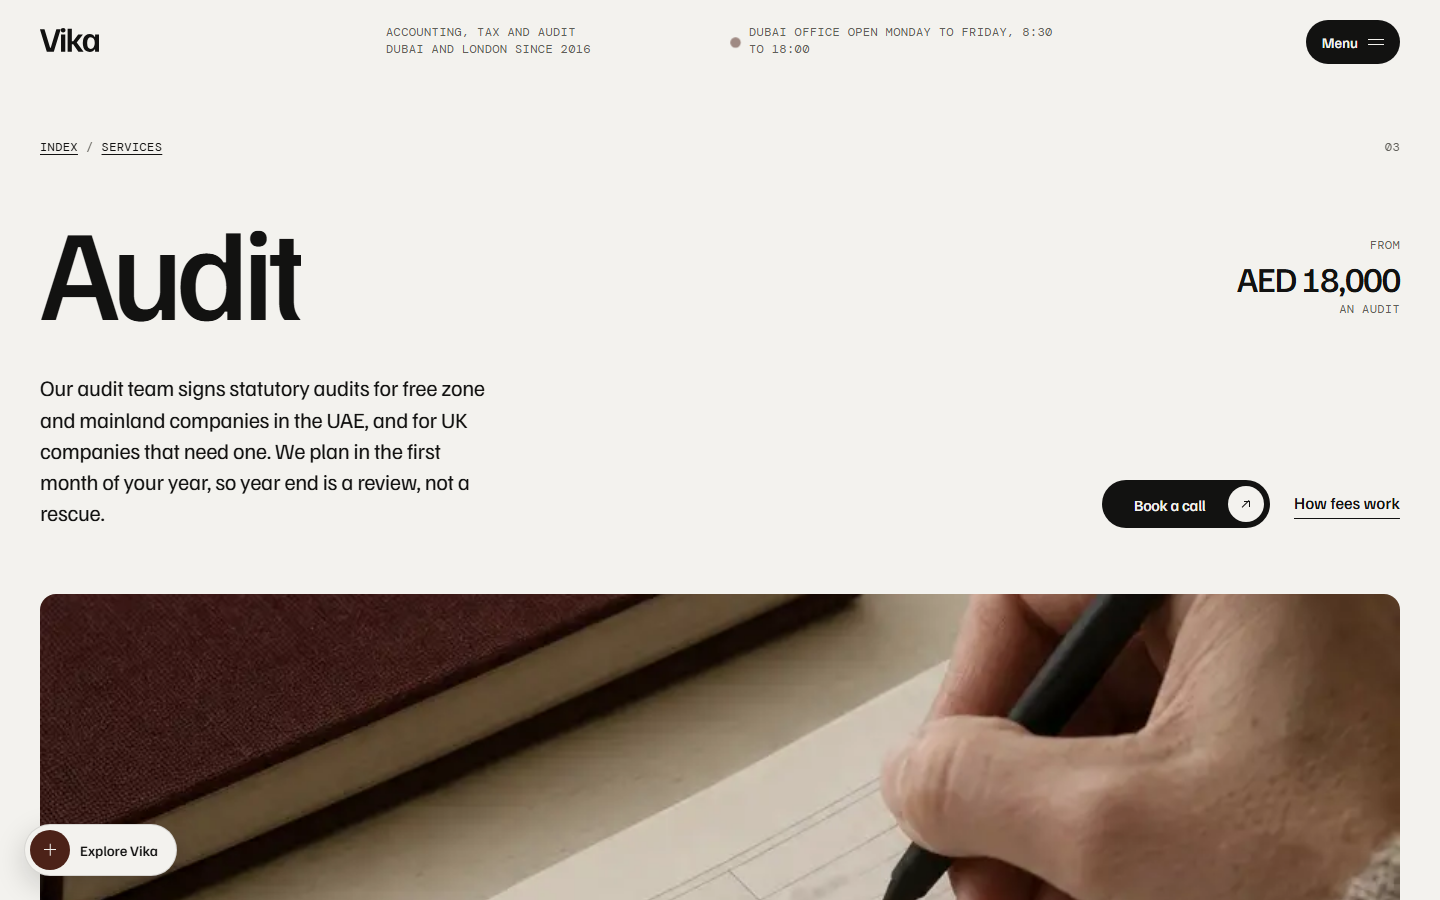 Vika
ACCOUNTING, TAX AND AUDIT
DUBAI AND LONDON SINCE 2016
DUBAI OFFICE OPEN MONDAY TO FRIDAY, 8:30
TO 18:00
Menu
INDEX / SERVICES
03
Audit
FROM
AED 18,000
AN AUDIT
Our audit team signs statutory audits for free zone
and mainland companies in the UAE, and for UK
companies that need one. We plan in the first
month of your year, so year end is a review, not a
rescue.
Book a call
How fees work
Explore Vika